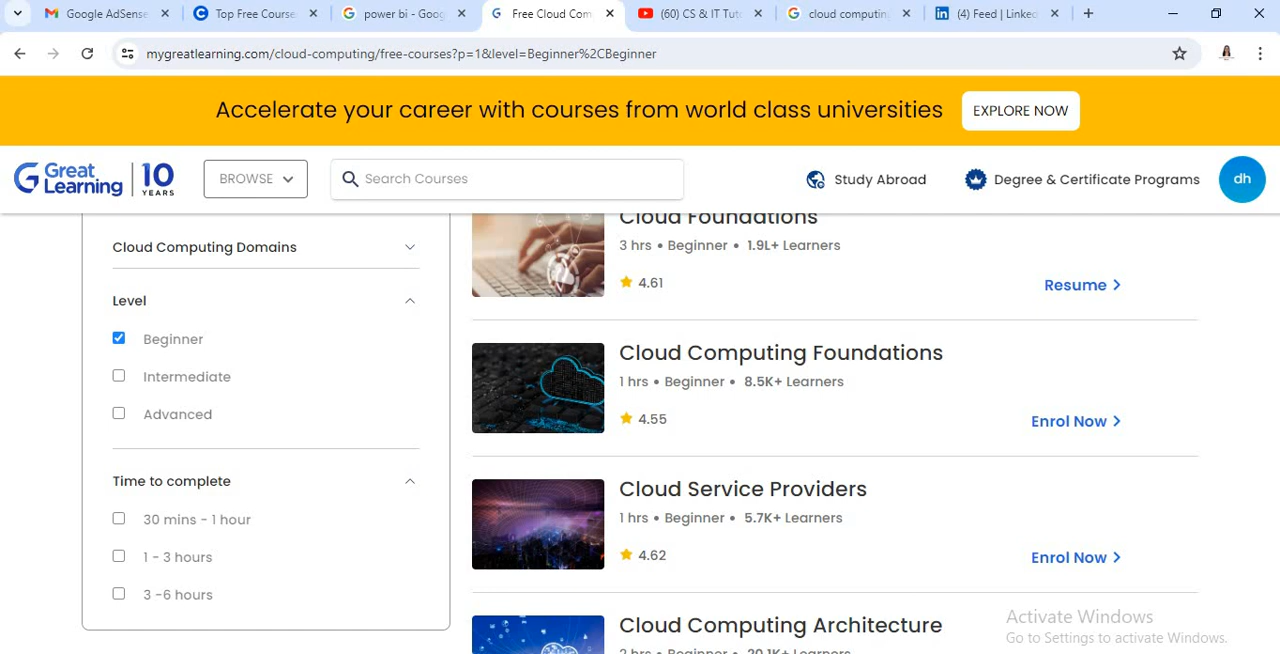 Google AdSense
Top Free Course
power bi - Goog
Free Cloud Com
(60) CS & IT Tut
cloud computing
(4) Feed | Linked
mygreatlearning.com/cloud-computing/free-courses?p=1&level=Beginner%2CBeginner
Accelerate your career with courses from world class universities
EXPLORE NOW
Great Learning
10 YEARS
BROWSE
Search Courses
Study Abroad
Degree & Certificate Programs
dh
Cloud Computing Domains
Level
Beginner
Intermediate
Advanced
Time to complete
30 mins - 1 hour
1 - 3 hours
3 -6 hours
Cloud Foundations
3 hrs • Beginner • 1.9L+ Learners
4.61
Resume
Cloud Computing Foundations
1 hrs • Beginner • 8.5K+ Learners
4.55
Enrol Now
Cloud Service Providers
1 hrs • Beginner • 5.7K+ Learners
4.62
Enrol Now
Cloud Computing Architecture
2 hrs • Beginner • 20.1K+ Learners
Activate Windows
Go to Settings to activate Windows.